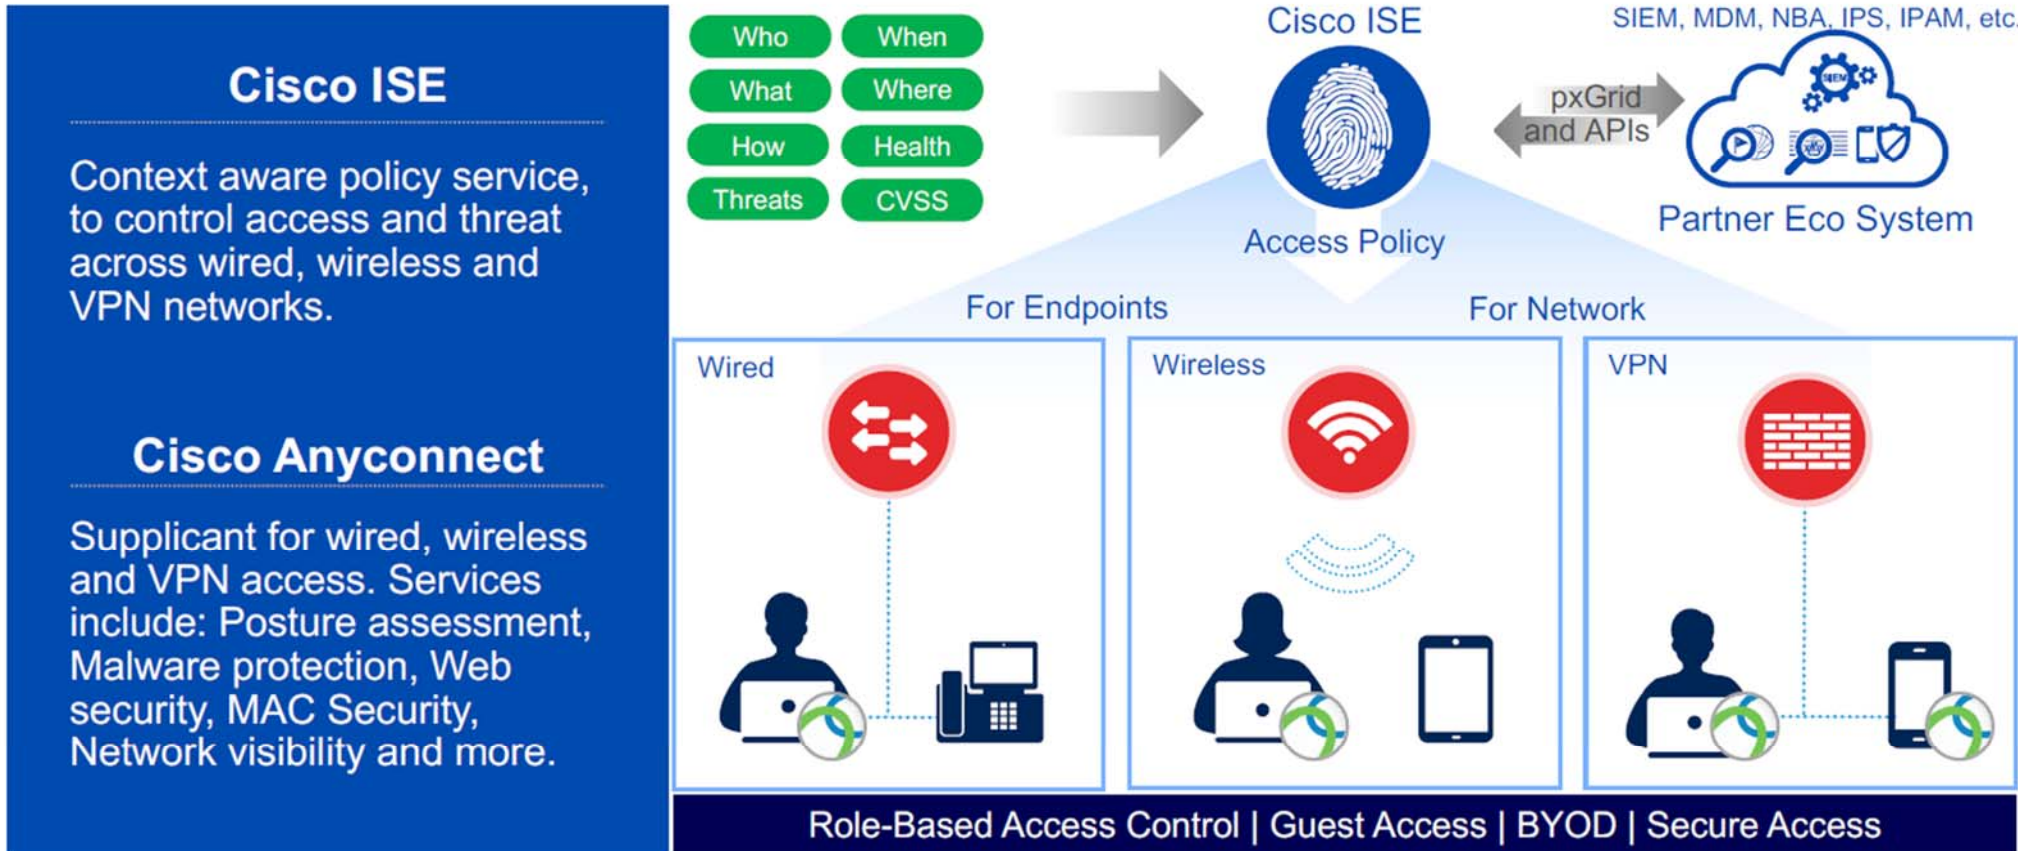 Cisco ISE
Context aware policy service,
to control access and threat
across wired, wireless and
VPN networks.
Cisco Anyconnect
Supplicant for wired, wireless
and VPN access. Services
include: Posture assessment,
Malware protection, Web
security, MAC Security,
Network visibility and more.
Who
When
What
Where
How
Health
Threats
CVSS
Cisco ISE
Access Policy
pxGrid
and APIs
SIEM, MDM, NBA, IPS, IPAM, etc.
SIEM
Partner Eco System
For Endpoints
For Network
Wired
Wireless
VPN
Role-Based Access Control | Guest Access | BYOD | Secure Access